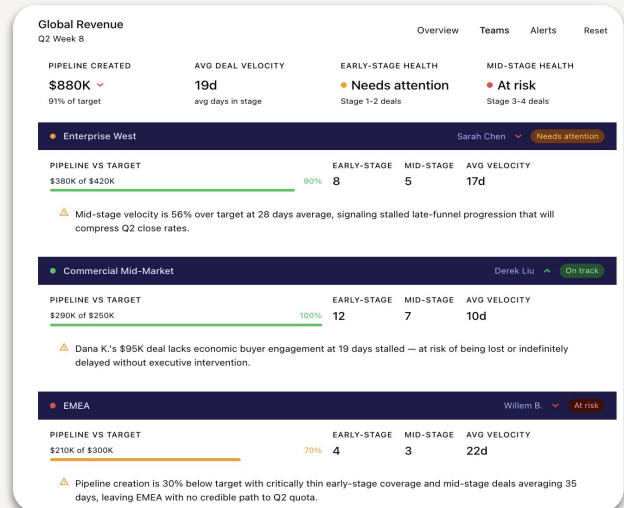 Global Revenue
Q2 Week 8
Overview Teams Alerts Reset
PIPELINE CREATED AVG DEAL VELOCITY EARLY-STAGE HEALTH MID-STAGE HEALTH
$880K 19d Needs attention At risk
91% of target avg days in stage Stage 1-2 deals Stage 3-4 deals
Enterprise West Sarah Chen Needs attention
PIPELINE VS TARGET EARLY-STAGE MID-STAGE AVG VELOCITY
$380K of $420K 90% 8 5 17d
Mid-stage velocity is 56% over target at 28 days average, signaling stalled late-funnel progression that will
compress Q2 close rates.
Commercial Mid-Market Derek Liu On track
PIPELINE VS TARGET EARLY-STAGE MID-STAGE AVG VELOCITY
$290K of $250K 100% 12 7 10d
Dana K.'s $95K deal lacks economic buyer engagement at 19 days stalled — at risk of being lost or indefinitely
delayed without executive intervention.
EMEA Willem B. At risk
PIPELINE VS TARGET EARLY-STAGE MID-STAGE AVG VELOCITY
$210K of $300K 70% 4 3 22d
Pipeline creation is 30% below target with critically thin early-stage coverage and mid-stage deals averaging 35
days, leaving EMEA with no credible path to Q2 quota.